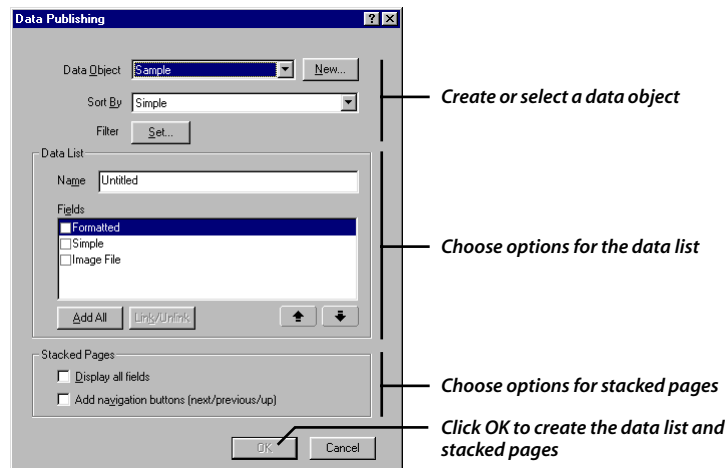 Data Publishing
Data Object Sample New...
Create or select a data object
Sort By Simple
Filter Set...
Data List
Name Untitled
Fields
Formatted
Simple
Image File
Choose options for the data list
Add All Link/Unlink
Stacked Pages
Display all fields
Add navigation buttons (next/previous/up)
Choose options for stacked pages
Click OK to create the data list and
stacked pages
OK Cancel